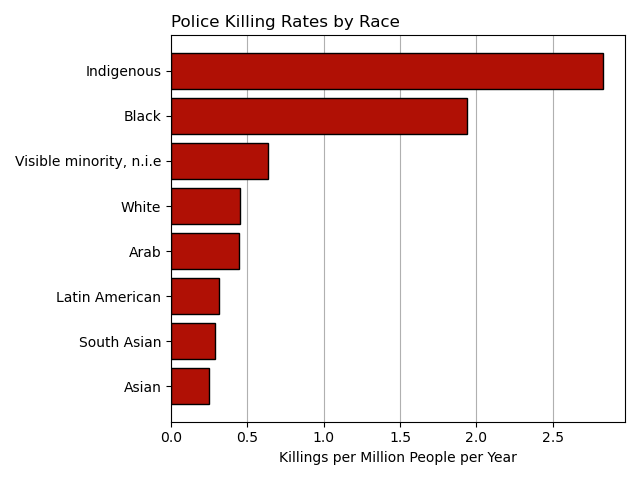 Police Killing Rates by Race
Indigenous
Black
Visible minority, n.i.e
White
Arab
Latin American
South Asian
Asian
0.0 0.5 1.0 1.5 2.0 2.5
Killings per Million People per Year